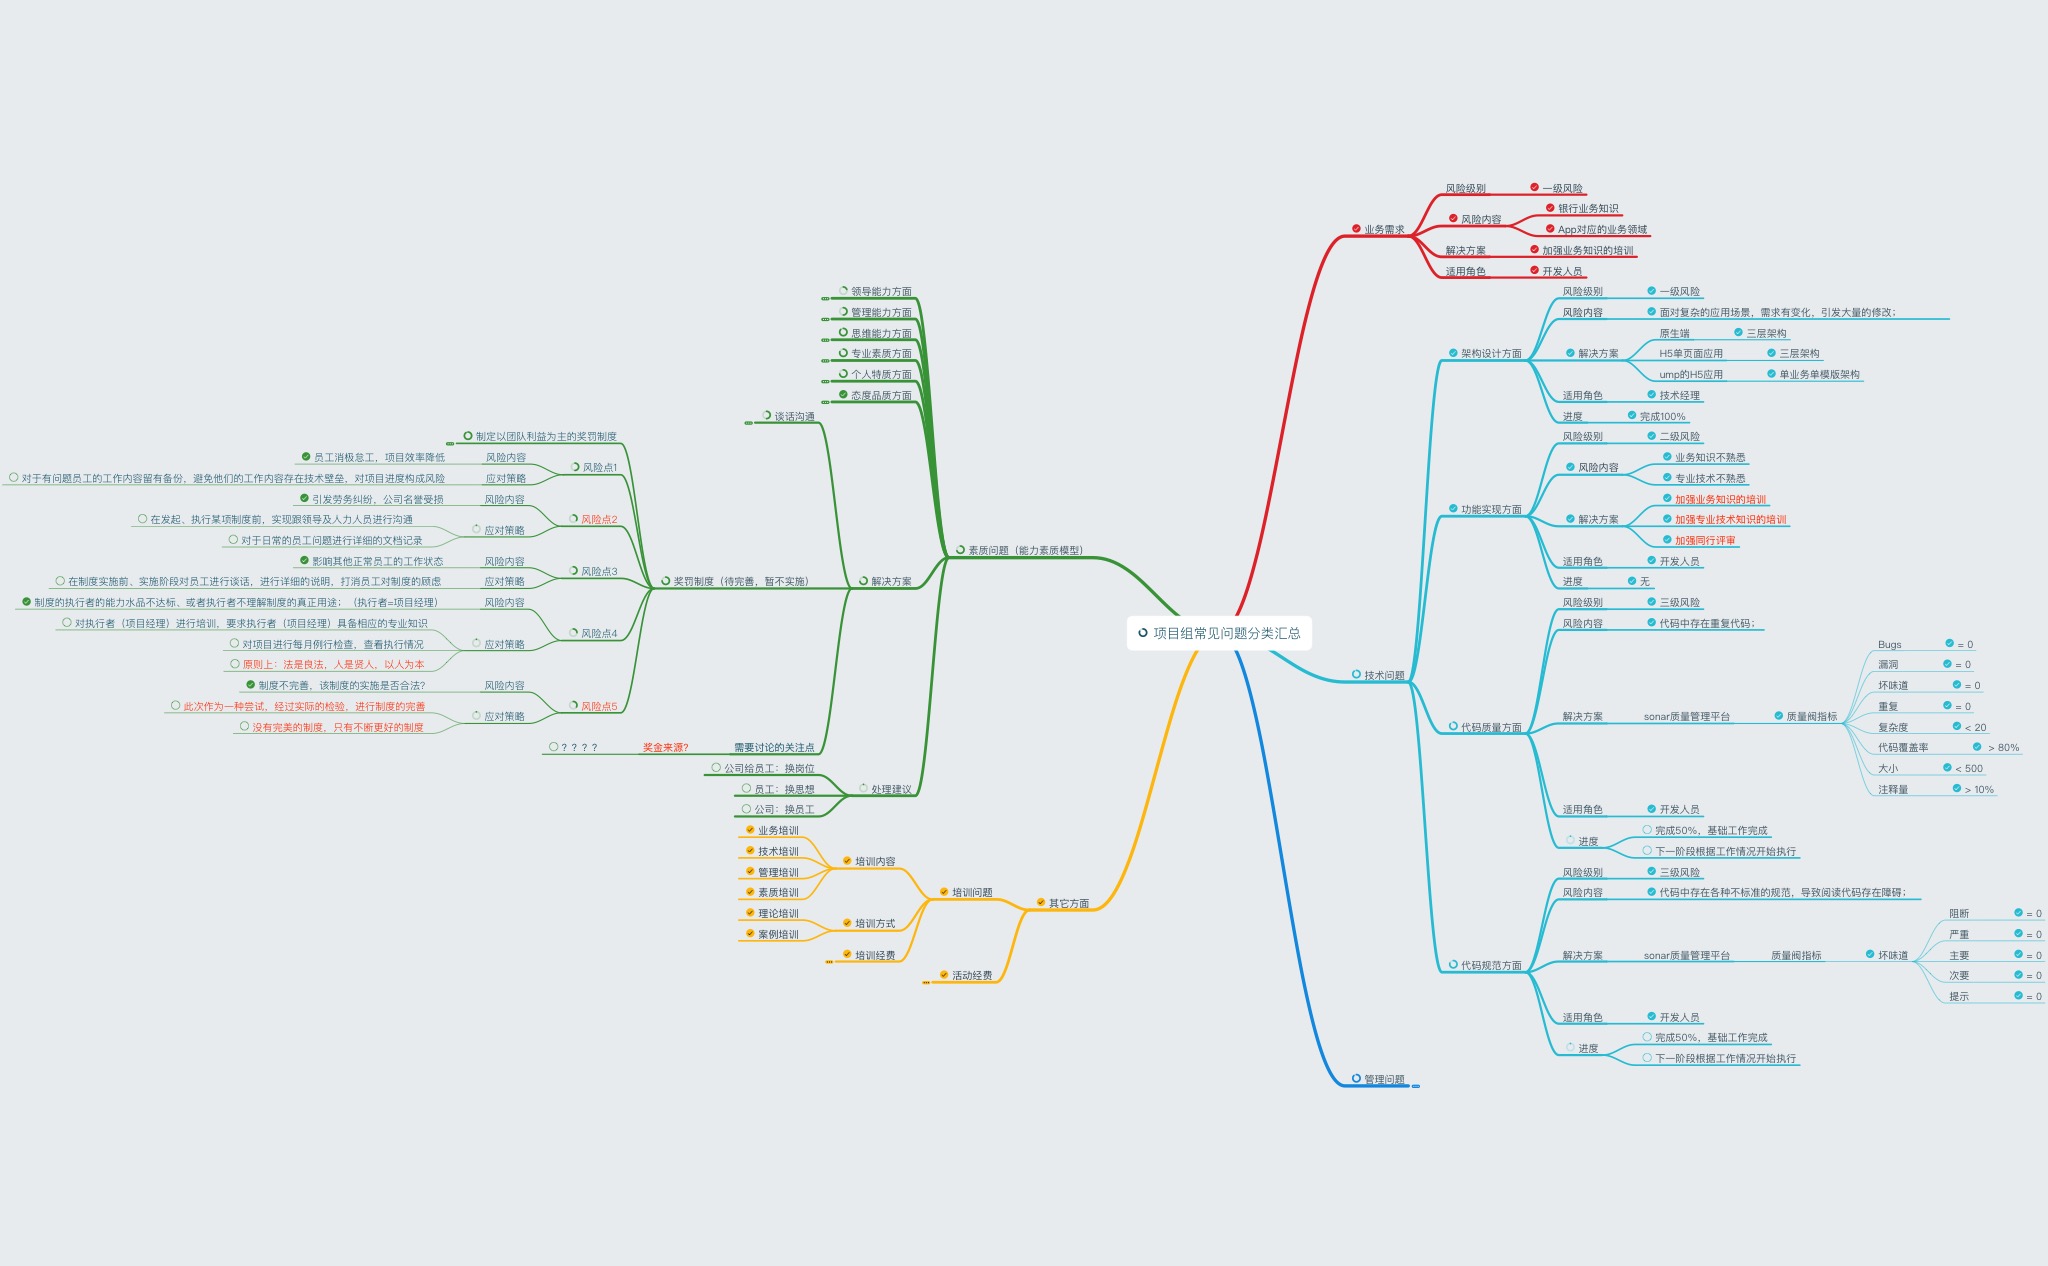 项目组常见问题分类汇总
业务需求
风险级别
一级风险
风险内容
银行业务知识
App对应的业务领域
解决方案
加强业务知识的培训
适用角色
开发人员
技术问题
架构设计方面
风险级别
一级风险
风险内容
面对复杂的应用场景，需求有变化，引发大量的修改；
解决方案
原生端
三层架构
H5单页面应用
三层架构
ump的H5应用
单业务单模版架构
适用角色
技术经理
进度
完成100%
功能实现方面
风险级别
二级风险
风险内容
业务知识不熟悉
专业技术不熟悉
解决方案
加强业务知识的培训
加强专业技术知识的培训
加强同行评审
适用角色
开发人员
进度
无
代码质量方面
风险级别
三级风险
风险内容
代码中存在重复代码；
解决方案
sonar质量管理平台
质量阀指标
Bugs
= 0
漏洞
= 0
坏味道
= 0
重复
= 0
复杂度
< 20
代码覆盖率
> 80%
大小
< 500
注释量
> 10%
适用角色
开发人员
进度
完成50%，基础工作完成
下一阶段根据工作情况开始执行
代码规范方面
风险级别
三级风险
风险内容
代码中存在各种不标准的规范，导致阅读代码存在障碍；
解决方案
sonar质量管理平台
质量阀指标
坏味道
阻断
= 0
严重
= 0
主要
= 0
次要
= 0
提示
= 0
适用角色
开发人员
进度
完成50%，基础工作完成
下一阶段根据工作情况开始执行
管理问题
素质问题（能力素质模型）
领导能力方面
管理能力方面
思维能力方面
专业素质方面
个人特质方面
态度品质方面
解决方案
谈话沟通
奖罚制度（待完善，暂不实施）
制定以团队利益为主的奖罚制度
风险点1
风险内容
员工消极怠工，项目效率降低
应对策略
对于有问题员工的工作内容留有备份，避免他们的工作内容存在技术壁垒，对项目进度构成风险
风险点2
风险内容
引发劳务纠纷，公司名誉受损
应对策略
在发起、执行某项制度前，实现跟领导及人力人员进行沟通
对于日常的员工问题进行详细的文档记录
风险点3
风险内容
影响其他正常员工的工作状态
应对策略
在制度实施前、实施阶段对员工进行谈话，进行详细的说明，打消员工对制度的顾虑
风险点4
风险内容
制度的执行者的能力水品不达标、或者执行者不理解制度的真正用途；（执行者=项目经理）
应对策略
对执行者（项目经理）进行培训，要求执行者（项目经理）具备相应的专业知识
对项目进行每月例行检查，查看执行情况
原则上：法是良法，人是贤人，以人为本
风险点5
风险内容
制度不完善，该制度的实施是否合法？
应对策略
此次作为一种尝试，经过实际的检验，进行制度的完善
没有完美的制度，只有不断更好的制度
需要讨论的关注点
奖金来源？
？？？？
处理建议
公司给员工：换岗位
员工：换思想
公司：换员工
其它方面
培训问题
培训内容
业务培训
技术培训
管理培训
素质培训
培训方式
理论培训
案例培训
培训经费
活动经费